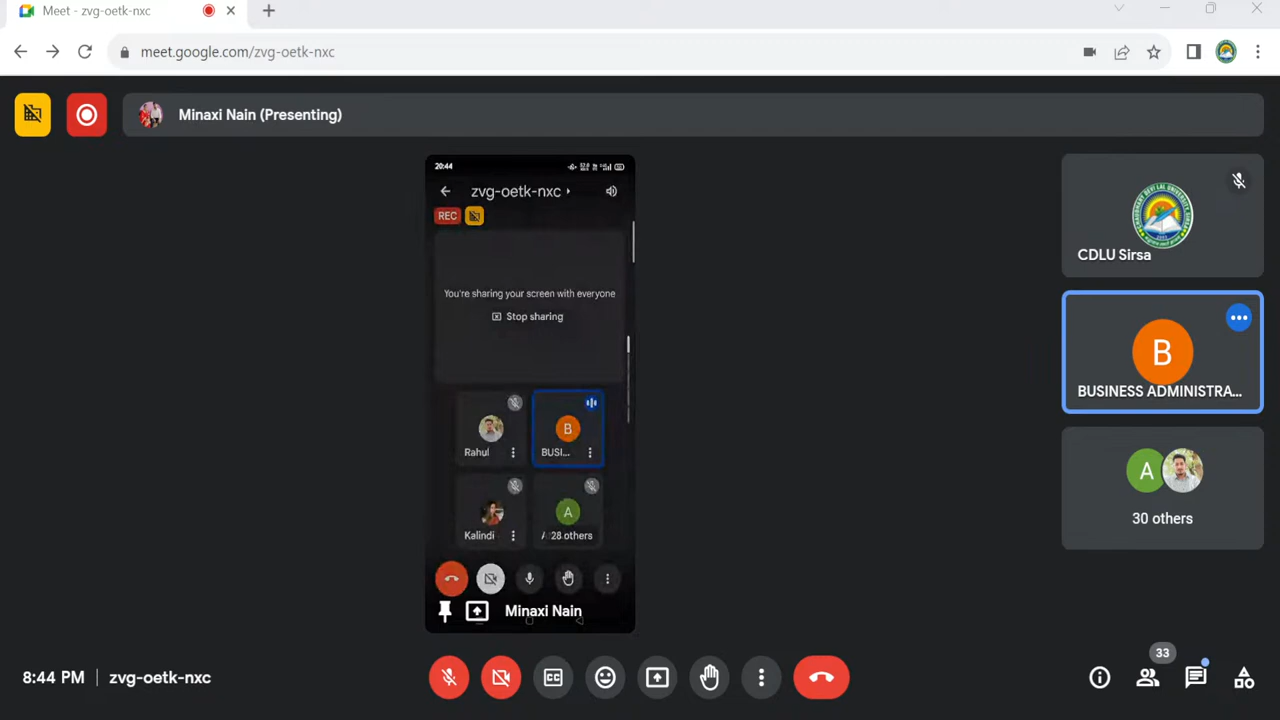 Meet - zvg-oetk-nxc
meet.google.com/zvg-oetk-nxc
Minaxi Nain (Presenting)
20:44
zvg-oetk-nxc
REC
You're sharing your screen with everyone
Stop sharing
Rahul
BUSI...
Kalindi
28 others
Minaxi Nain
CDLU Sirsa
B
BUSINESS ADMINISTRA...
A
30 others
8:44 PM
zvg-oetk-nxc
33